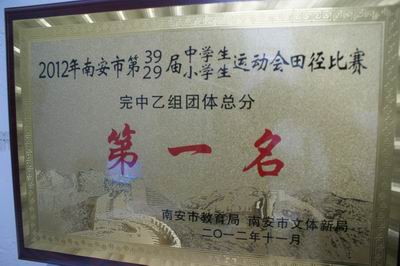 2012年南安市第39届中学生运动会田径比赛
29 小学生
完中乙组团体总分
第一名
南安市教育局 南安市文体新局
二〇一二年十一月